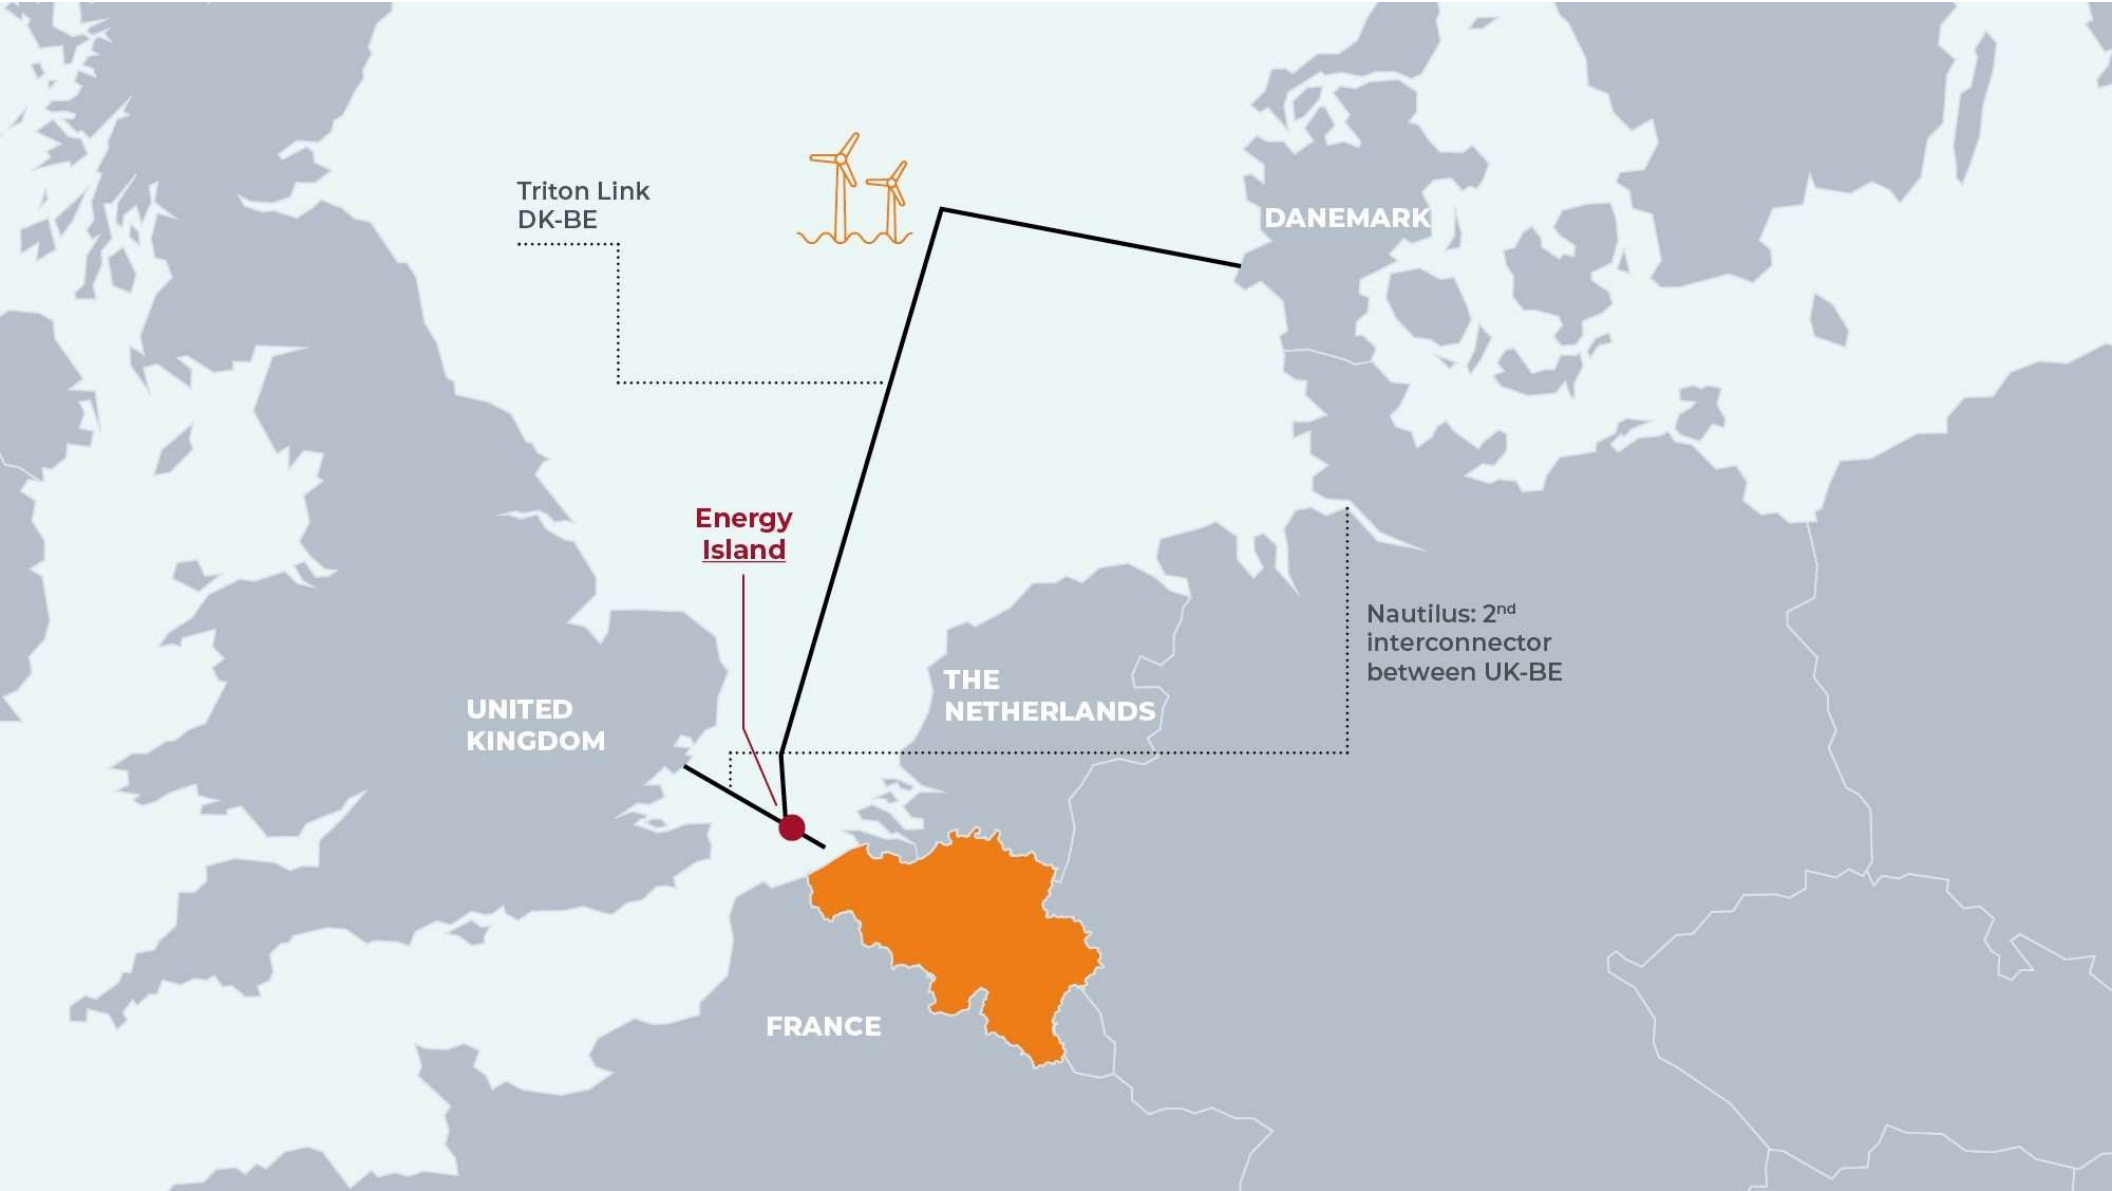 Triton Link
DK-BE
DANEMARK
Energy
Island
Nautilus: 2nd
interconnector
between UK-BE
THE
NETHERLANDS
UNITED
KINGDOM
FRANCE